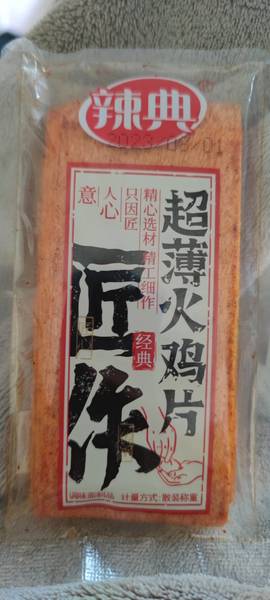 辣典
2023 08 01
超薄火鸡片
精心选材 精工细作
只因匠
人心
意
匠作
经典
计量方式:散装称重